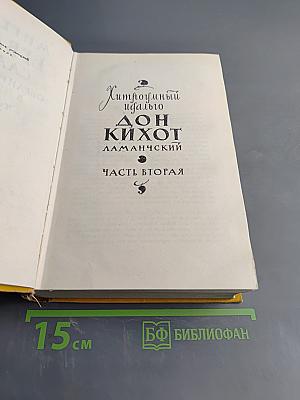 Хитроумный
идальго
ДОН
КИХОТ
ЛАМАНЧСКИЙ
ЧАСТЬ ВТОРАЯ
15 см
БФ БИБЛИОФАН